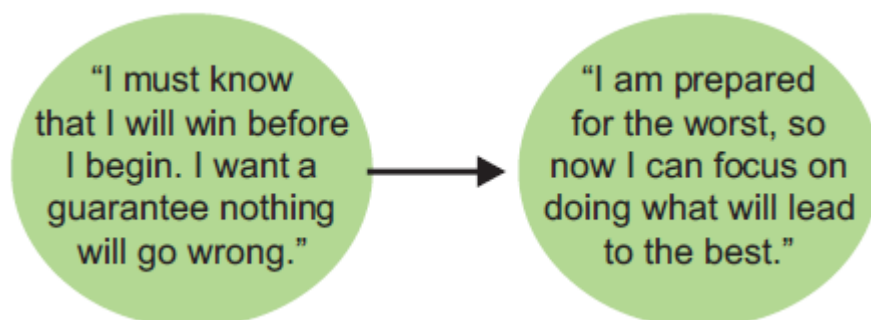 “I must know
that I will win before
I begin. I want a
guarantee nothing
will go wrong.”
“I am prepared
for the worst, so
now I can focus on
doing what will lead
to the best.”